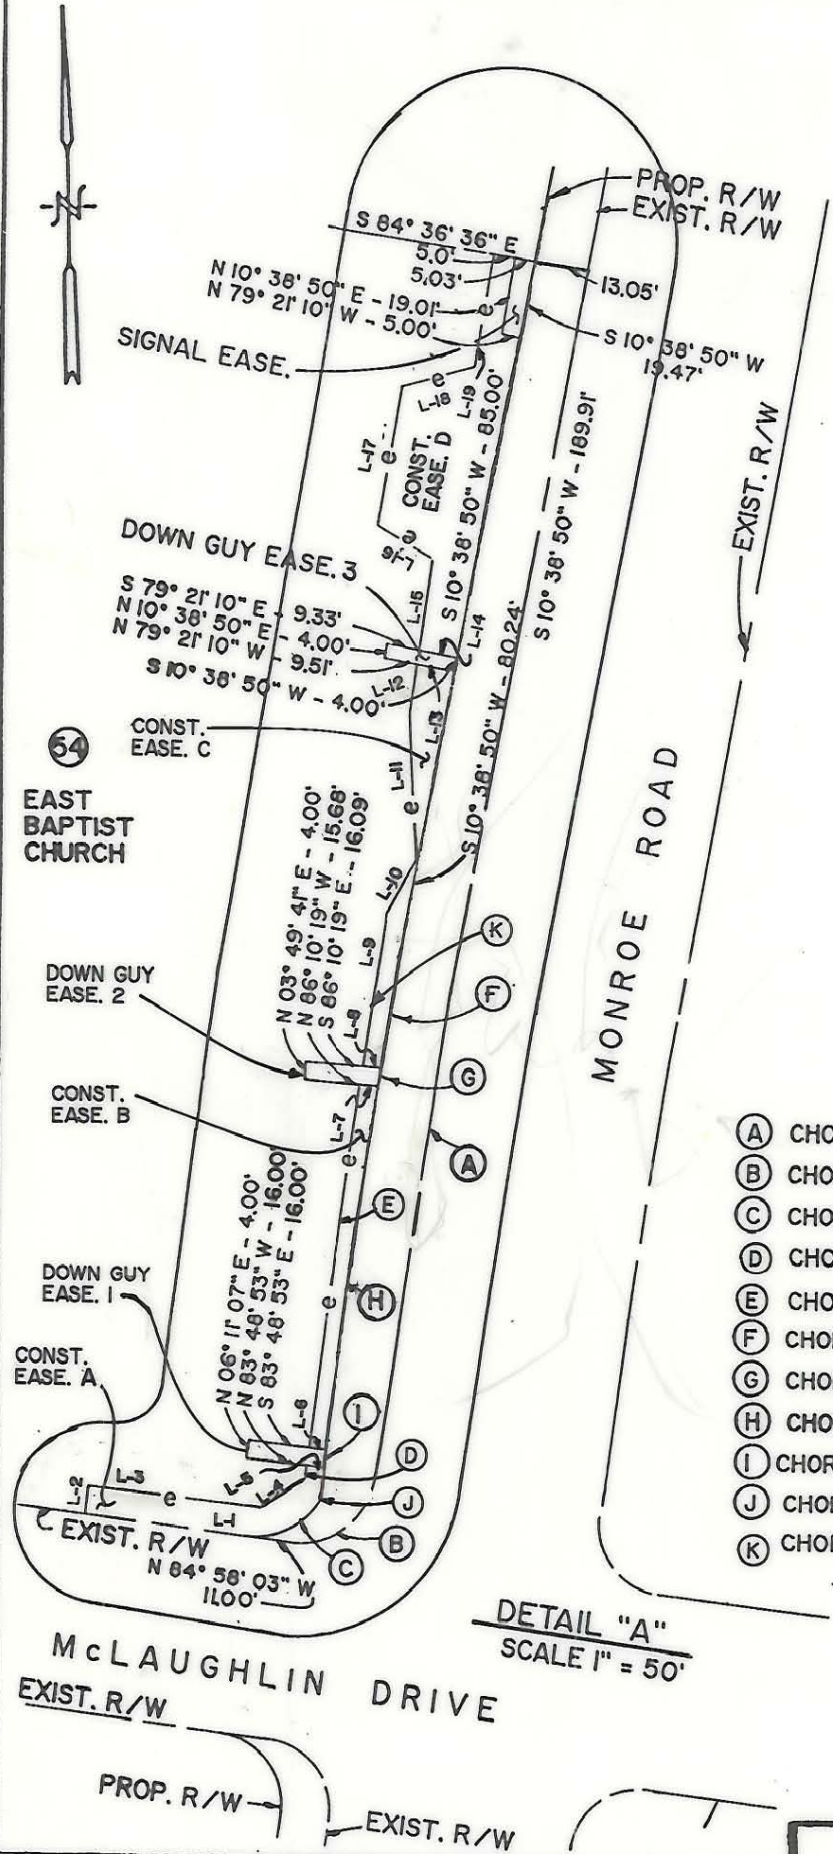 N
PROP. R/W
EXIST. R/W
S 84° 36' 36" E
5.0'
5.03'
13.05'
N 10° 38' 50" E - 19.01'
N 79° 21' 10" W - 5.00'
e
SIGNAL EASE.
S 10° 38' 50" W
19.47'
e
L-18
L-19
L-17
e
CONST.
EASE. D
S 10° 38' 50" W - 85.00'
S 10° 38' 50" W - 189.91'
EXIST. R/W
e
L-16
DOWN GUY EASE. 3
L-15
L-14
S 79° 21' 10" E - 9.33'
N 10° 38' 50" E - 4.00'
N 79° 21' 10" W - 9.51'
S 10° 38' 50" W - 4.00'
L-12
L-13
S 10° 38' 50" W - 80.24'
54
CONST.
EASE. C
L-11
e
EAST
BAPTIST
CHURCH
MONROE ROAD
N 03° 49' 41" E - 4.00'
N 86° 10' 19" W - 15.68'
S 86° 10' 19" E - 16.09'
L-10
L-9
K
F
DOWN GUY
EASE. 2
L-8
G
CONST.
EASE. B
L-7
e
A
E
H
e
N 06° 11' 07" E - 4.00'
N 83° 48' 53" W - 16.00'
S 83° 48' 53" E - 16.00'
DOWN GUY
EASE. 1
CONST.
EASE. A
L-6
I
D
L-5
L-4
L-2
L-3
e
J
L-1
EXIST. R/W
B
C
N 84° 58' 03" W
11.00'
A CHO
B CHO
C CHO
D CHO
E CHO
F CHO
G CHO
H CHO
I CHOR
J CHO
K CHO
DETAIL "A"
SCALE 1" = 50'
McLAUGHLIN DRIVE
EXIST. R/W
PROP. R/W
EXIST. R/W